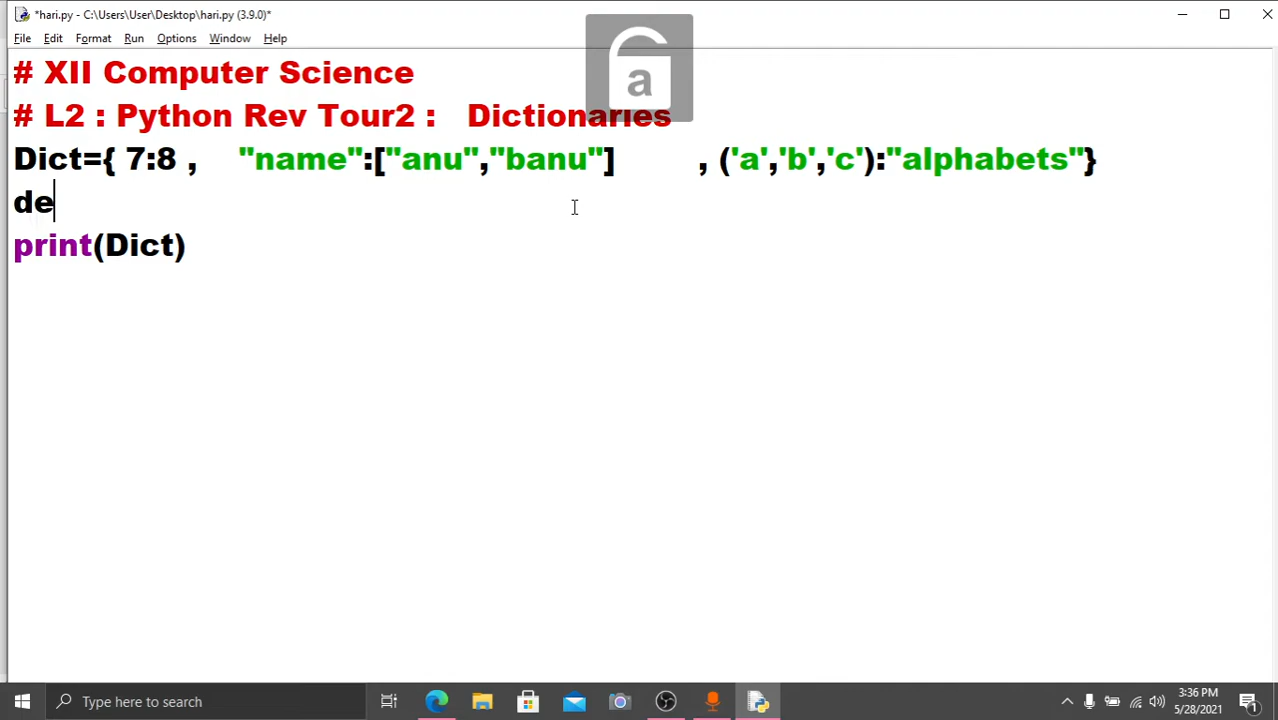 *hari.py - C:\Users\User\Desktop\hari.py (3.9.0)*
File Edit Format Run Options Window Help
a
# XII Computer Science
# L2 : Python Rev Tour2 :   Dictionaries
Dict={ 7:8 ,    "name":["anu","banu"]        , ('a','b','c'):"alphabets"}
de
print(Dict)
Type here to search
3:36 PM
5/28/2021
1